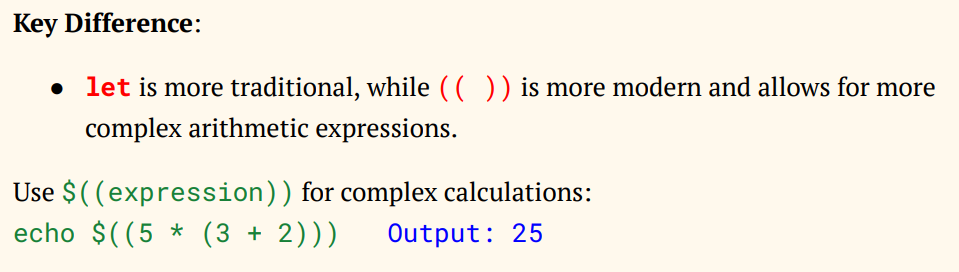 Key Difference:
● let is more traditional, while (( )) is more modern and allows for more
complex arithmetic expressions.
Use $((expression)) for complex calculations:
echo $((5 * (3 + 2))) Output: 25